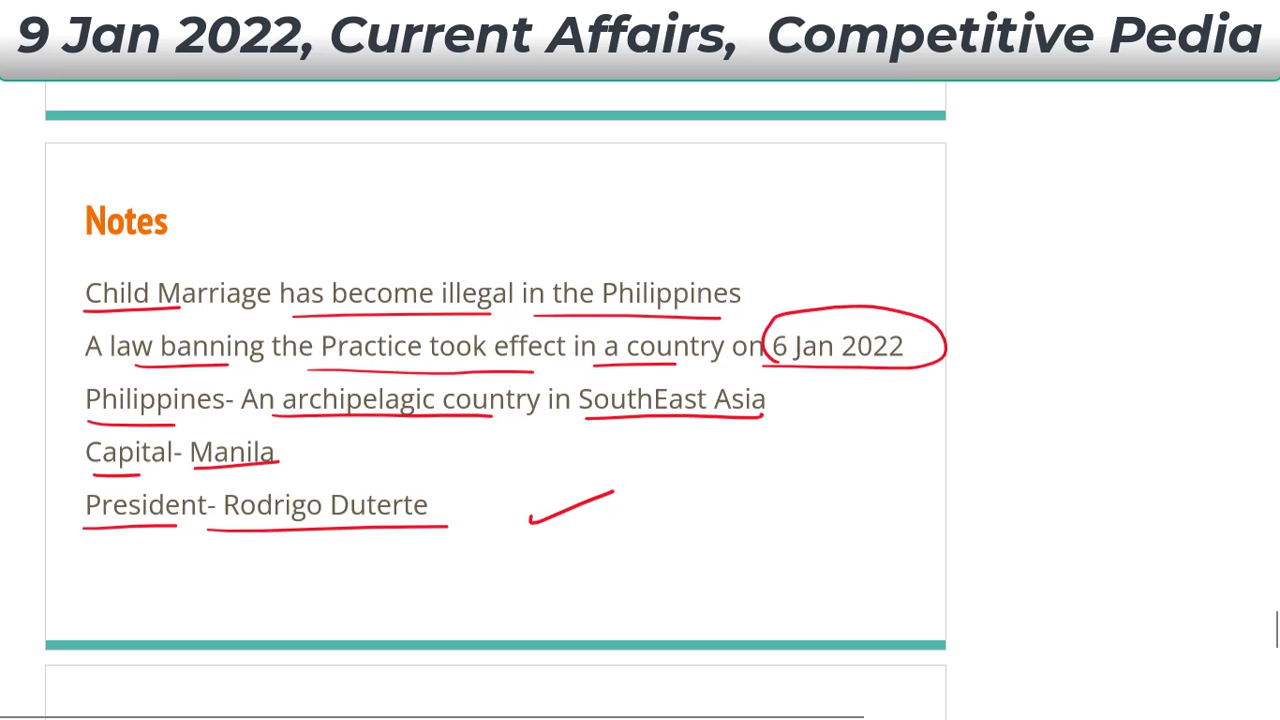 9 Jan 2022, Current Affairs, Competitive Pedia
Notes
Child Marriage has become illegal in the Philippines
A law banning the Practice took effect in a country on 6 Jan 2022
Philippines- An archipelagic country in SouthEast Asia
Capital- Manila
President- Rodrigo Duterte